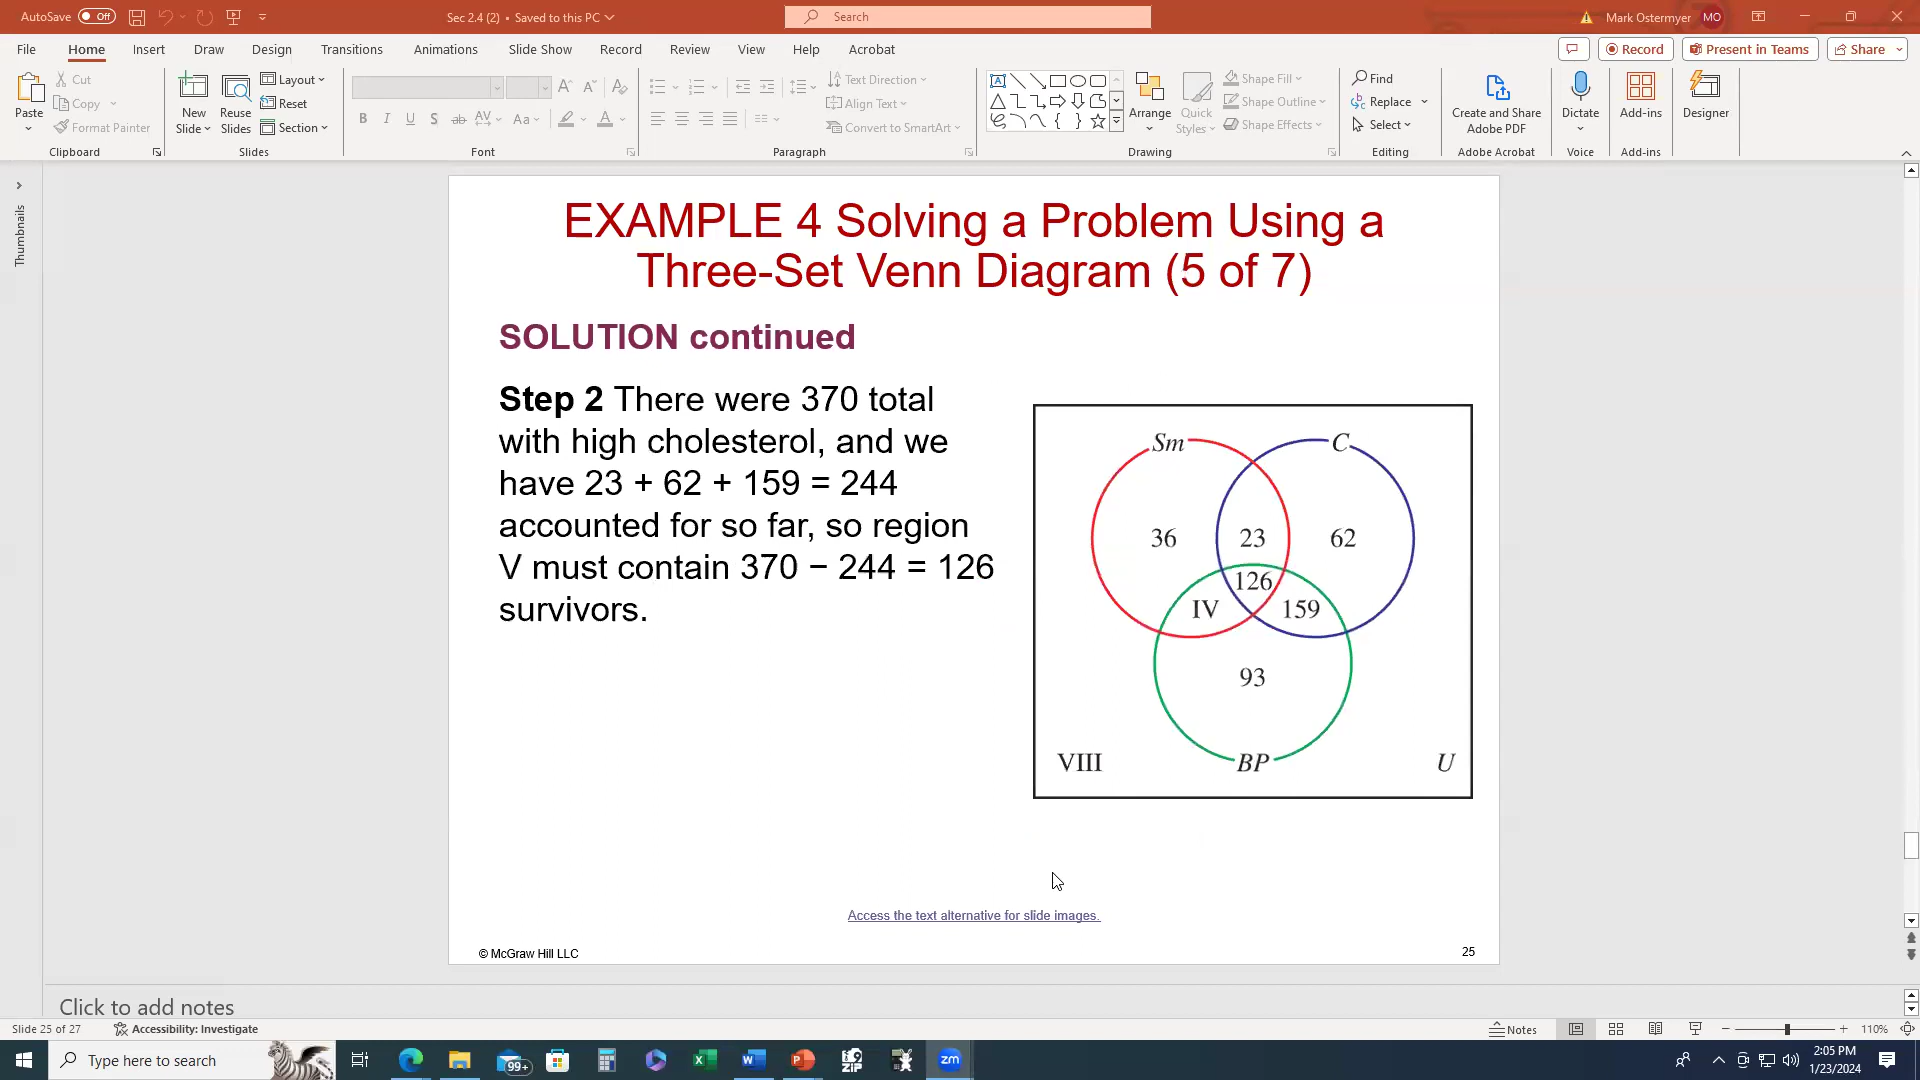 AutoSave Off
Sec 2.4 (2) • Saved to this PC
Search
Mark Ostermyer MO
File Home Insert Draw Design Transitions Animations Slide Show Record Review View Help Acrobat
Record Present in Teams Share
Paste
Cut
Copy
Format Painter
Clipboard
New Slide
Reuse Slides
Layout
Reset
Section
Slides
B I U S ab AV Aa A
Font
Text Direction
Align Text
Convert to SmartArt
Paragraph
Arrange
Quick Styles
Shape Fill
Shape Outline
Shape Effects
Drawing
Find
Replace
Select
Editing
Create and Share Adobe PDF
Adobe Acrobat
Dictate
Voice
Add-ins
Add-ins
Designer
Thumbnails
EXAMPLE 4 Solving a Problem Using a
Three-Set Venn Diagram (5 of 7)
SOLUTION continued
Step 2 There were 370 total
with high cholesterol, and we
have 23 + 62 + 159 = 244
accounted for so far, so region
V must contain 370 − 244 = 126
survivors.
Sm C
36 23 62
126
IV 159
93
VIII BP U
Access the text alternative for slide images.
© McGraw Hill LLC
25
Click to add notes
Slide 25 of 27
Accessibility: Investigate
Notes
110%
Type here to search
99+
zm
2:05 PM
1/23/2024